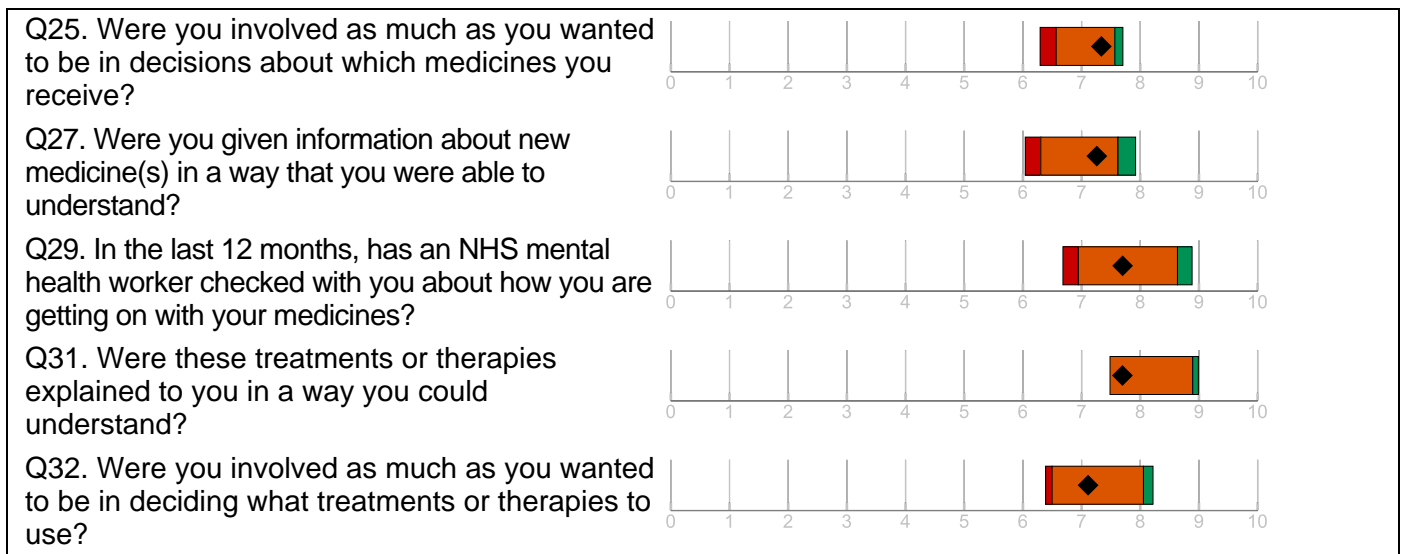 Q25. Were you involved as much as you wanted
to be in decisions about which medicines you
receive?
0 1 2 3 4 5 6 7 8 9 10
Q27. Were you given information about new
medicine(s) in a way that you were able to
understand?
0 1 2 3 4 5 6 7 8 9 10
Q29. In the last 12 months, has an NHS mental
health worker checked with you about how you are
getting on with your medicines?
0 1 2 3 4 5 6 7 8 9 10
Q31. Were these treatments or therapies
explained to you in a way you could
understand?
0 1 2 3 4 5 6 7 8 9 10
Q32. Were you involved as much as you wanted
to be in deciding what treatments or therapies to
use?
0 1 2 3 4 5 6 7 8 9 10